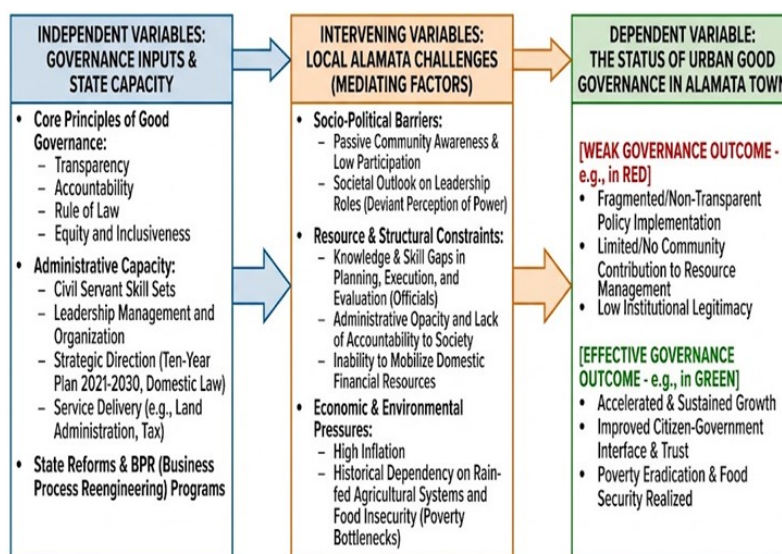 INDEPENDENT VARIABLES:
GOVERNANCE INPUTS &
STATE CAPACITY
• Core Principles of Good
Governance:
– Transparency
– Accountability
– Rule of Law
– Equity and Inclusiveness
• Administrative Capacity:
– Civil Servant Skill Sets
– Leadership Management and
Organization
– Strategic Direction (Ten-Year
Plan 2021-2030, Domestic Law)
– Service Delivery (e.g., Land
Administration, Tax)
• State Reforms & BPR (Business
Process Reengineering) Programs
INTERVENING VARIABLES:
LOCAL ALAMATA CHALLENGES
(MEDIATING FACTORS)
• Socio-Political Barriers:
– Passive Community Awareness &
Low Participation
– Societal Outlook on Leadership
Roles (Deviant Perception of Power)
• Resource & Structural Constraints:
– Knowledge & Skill Gaps in
Planning, Execution, and
Evaluation (Officials)
– Administrative Opacity and Lack
of Accountability to Society
– Inability to Mobilize Domestic
Financial Resources
• Economic & Environmental
Pressures:
– High Inflation
– Historical Dependency on Rain-
fed Agricultural Systems and
Food Insecurity (Poverty
Bottlenecks)
DEPENDENT VARIABLE:
THE STATUS OF URBAN GOOD
GOVERNANCE IN ALAMATA TOWN
[WEAK GOVERNANCE OUTCOME -
e.g., in RED]
• Fragmented/Non-Transparent
Policy Implementation
• Limited/No Community
Contribution to Resource
Management
• Low Institutional Legitimacy
[EFFECTIVE GOVERNANCE
OUTCOME - e.g., in GREEN]
• Accelerated & Sustained Growth
• Improved Citizen-Government
Interface & Trust
• Poverty Eradication & Food
Security Realized